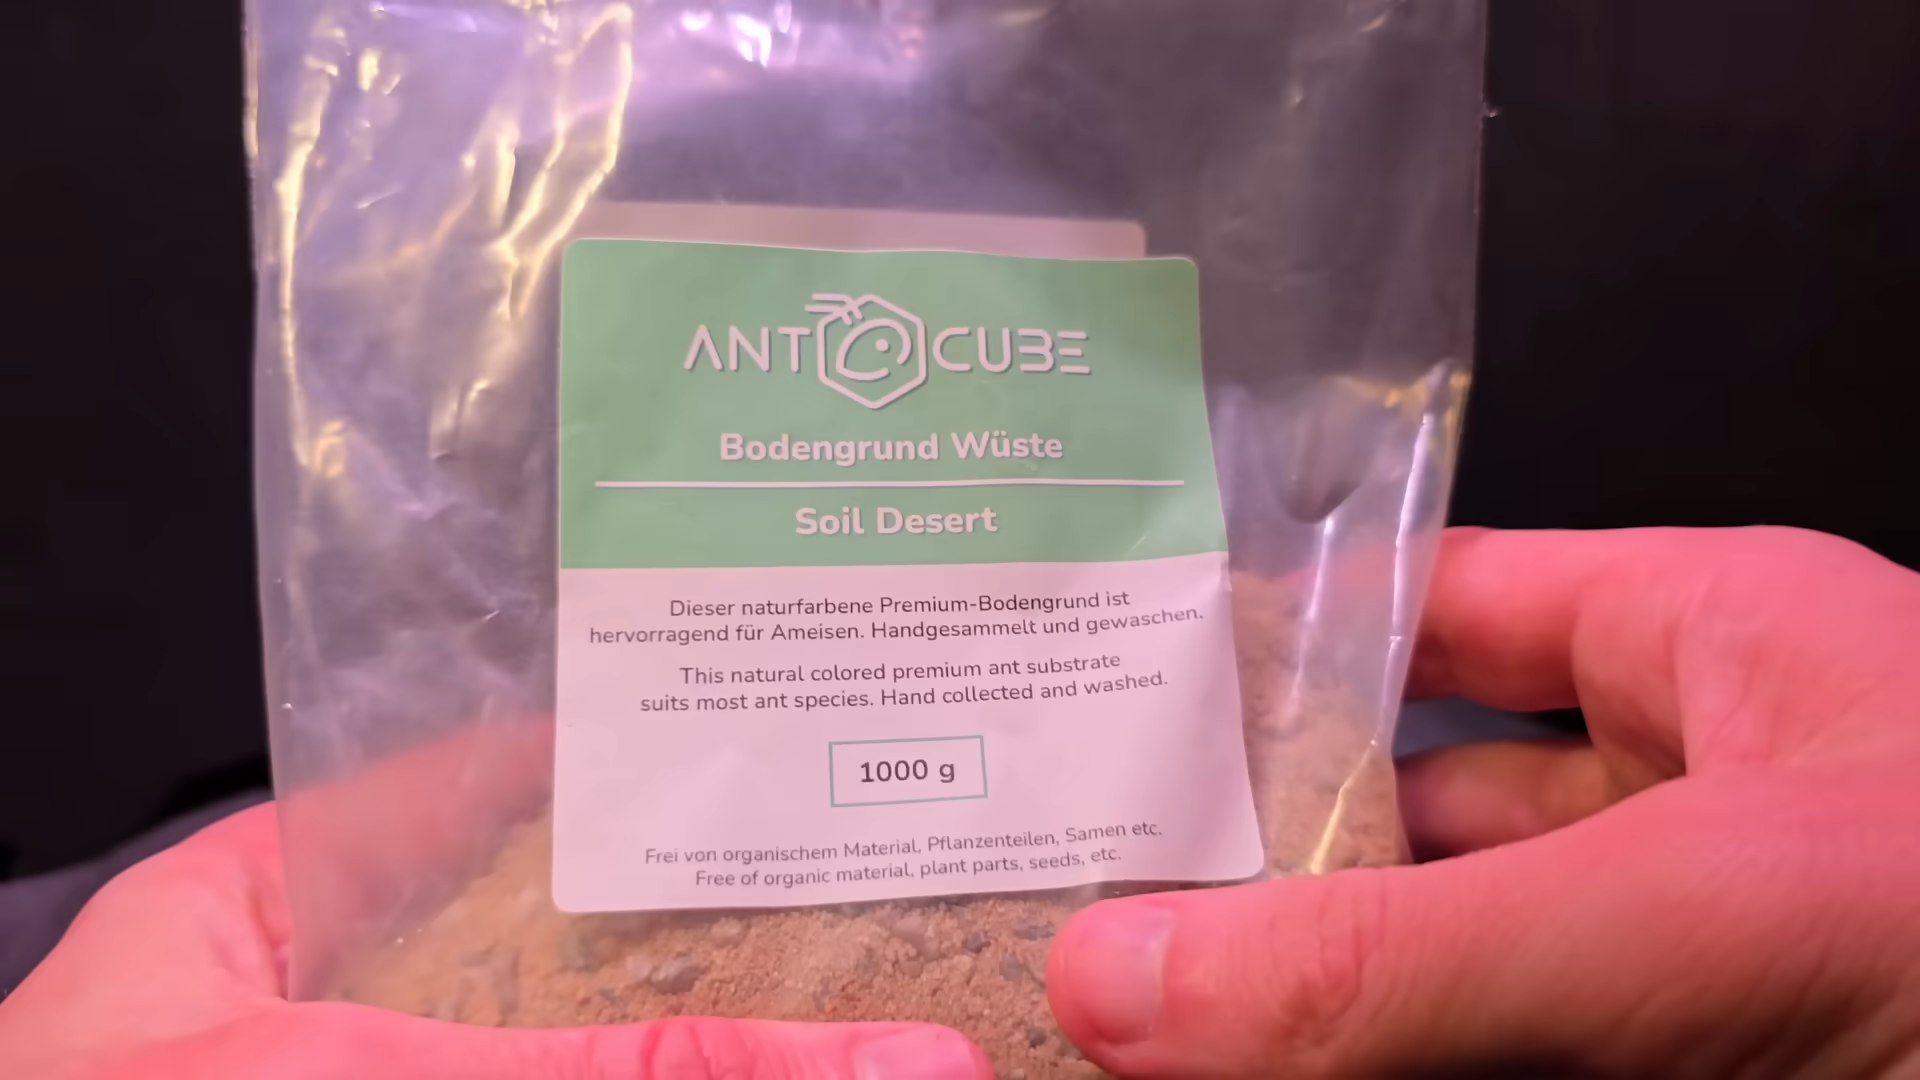 ANT CUBE
Bodengrund Wüste
Soil Desert
Dieser naturfarbene Premium-Bodengrund ist
hervorragend für Ameisen. Handgesammelt und gewaschen.
This natural colored premium ant substrate
suits most ant species. Hand collected and washed.
1000 g
Frei von organischem Material, Pflanzenteilen, Samen etc.
Free of organic material, plant parts, seeds, etc.